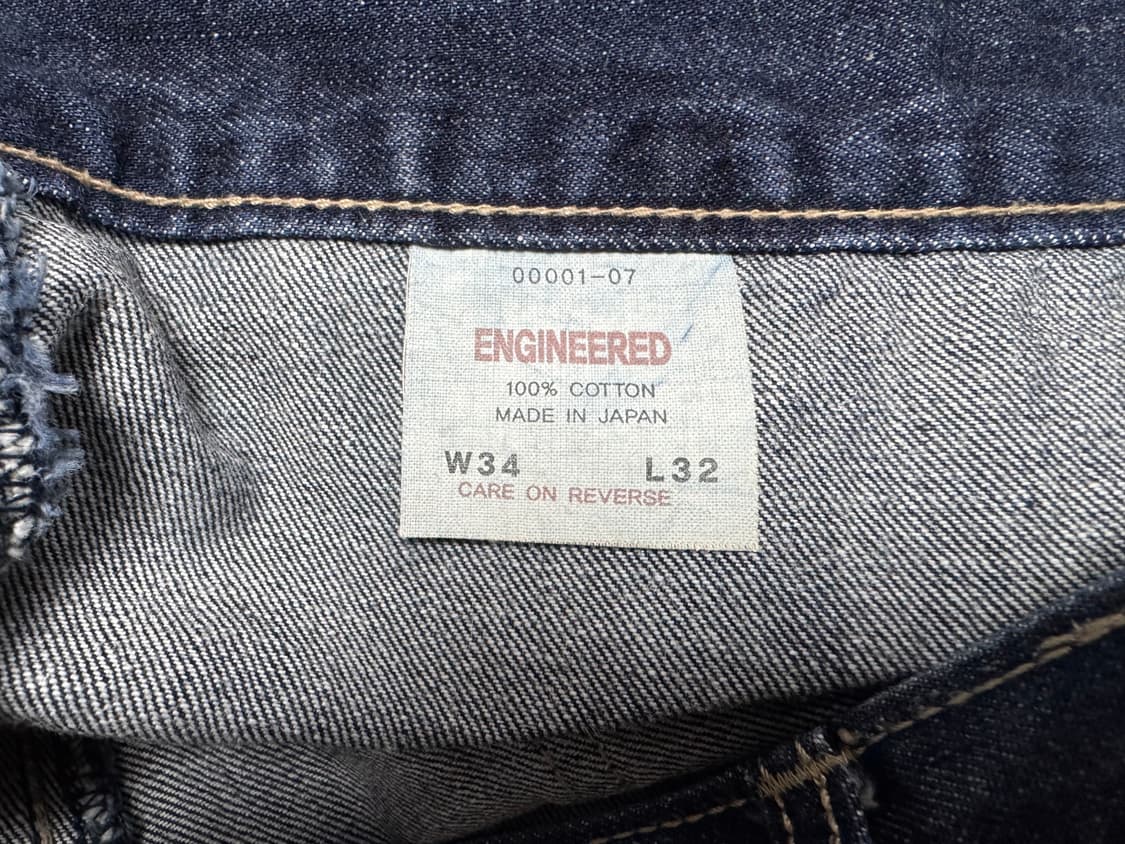 00001-07
ENGINEERED
100% COTTON
MADE IN JAPAN
W34 L32
CARE ON REVERSE